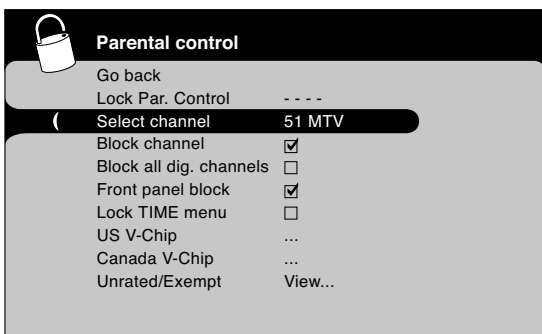 Parental control
Go back
Lock Par. Control - - - -
Select channel 51 MTV
Block channel ☑
Block all dig. channels ☐
Front panel block ☑
Lock TIME menu ☐
US V-Chip ...
Canada V-Chip ...
Unrated/Exempt View...